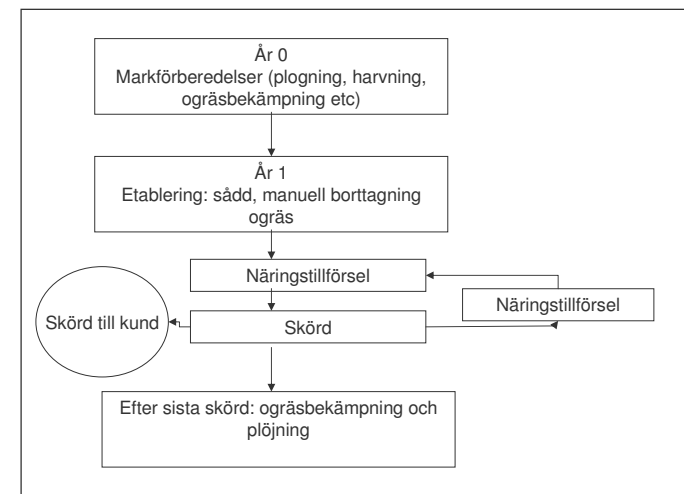 År 0
Markförberedelser (plogning, harvning,
ogräsbekämpning etc)
År 1
Etablering: sådd, manuell borttagning
ogräs
Näringstillförsel
Näringstillförsel
Skörd till kund
Skörd
Efter sista skörd: ogräsbekämpning och
plöjning